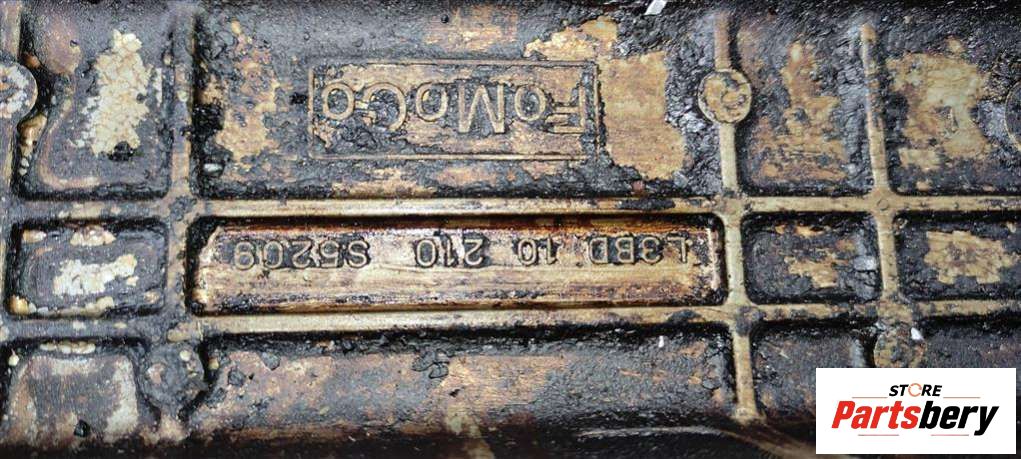 FoMoCo
L3BD 10 210 S5209
STORE
Partsbery